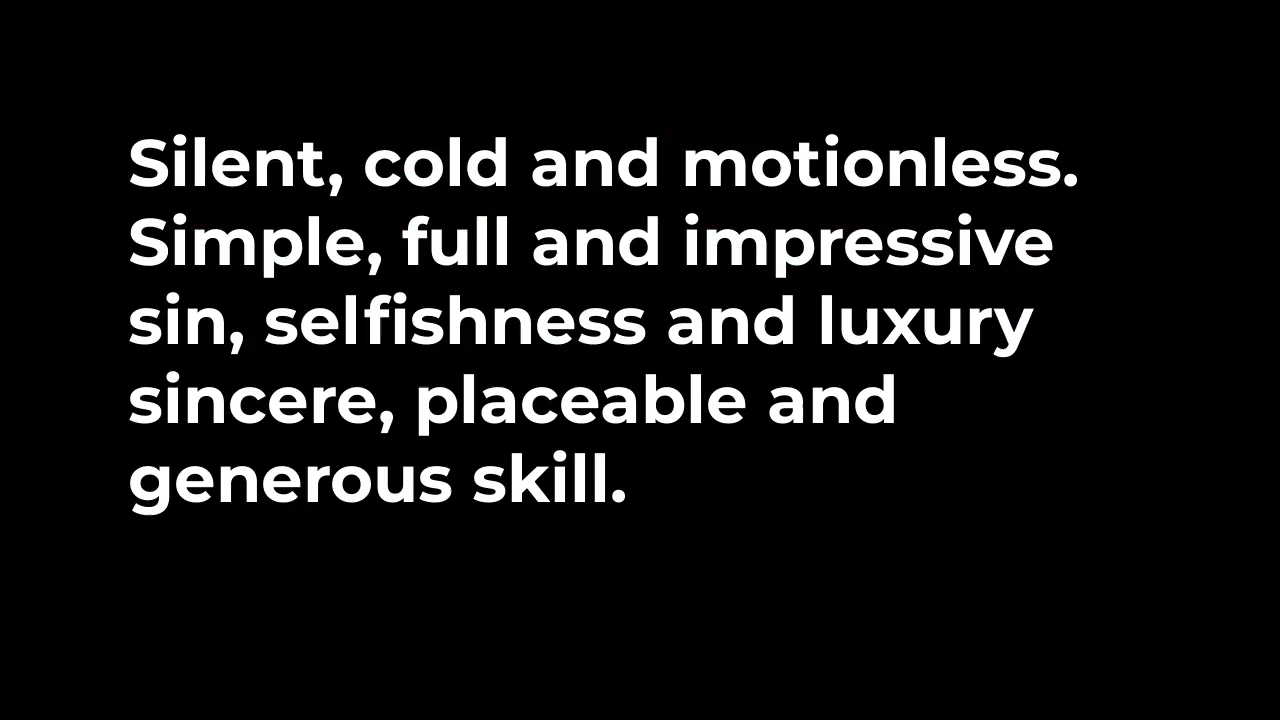 Silent, cold and motionless.
Simple, full and impressive
sin, selfishness and luxury
sincere, placeable and
generous skill.